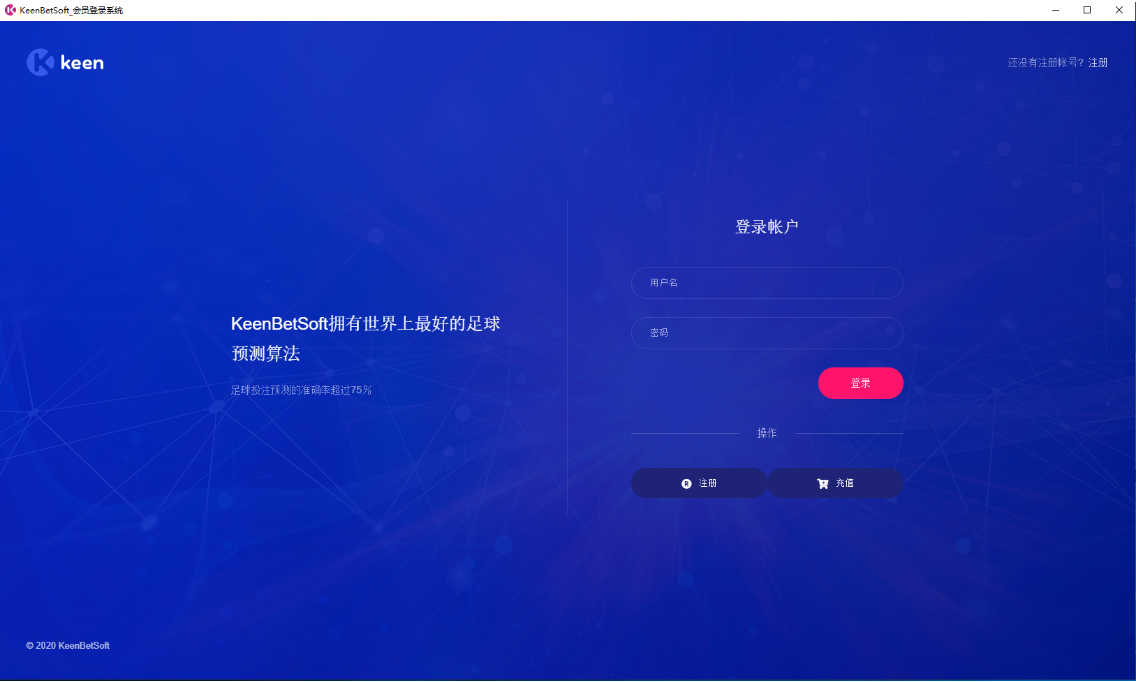 KeenBetSoft_会员登录系统
keen
还没有注册帐号? 注册
登录帐户
用户名
密码
登录
操作
注册
充值
KeenBetSoft拥有世界上最好的足球
预测算法
足球投注预测的准确率超过75%
© 2020 KeenBetSoft